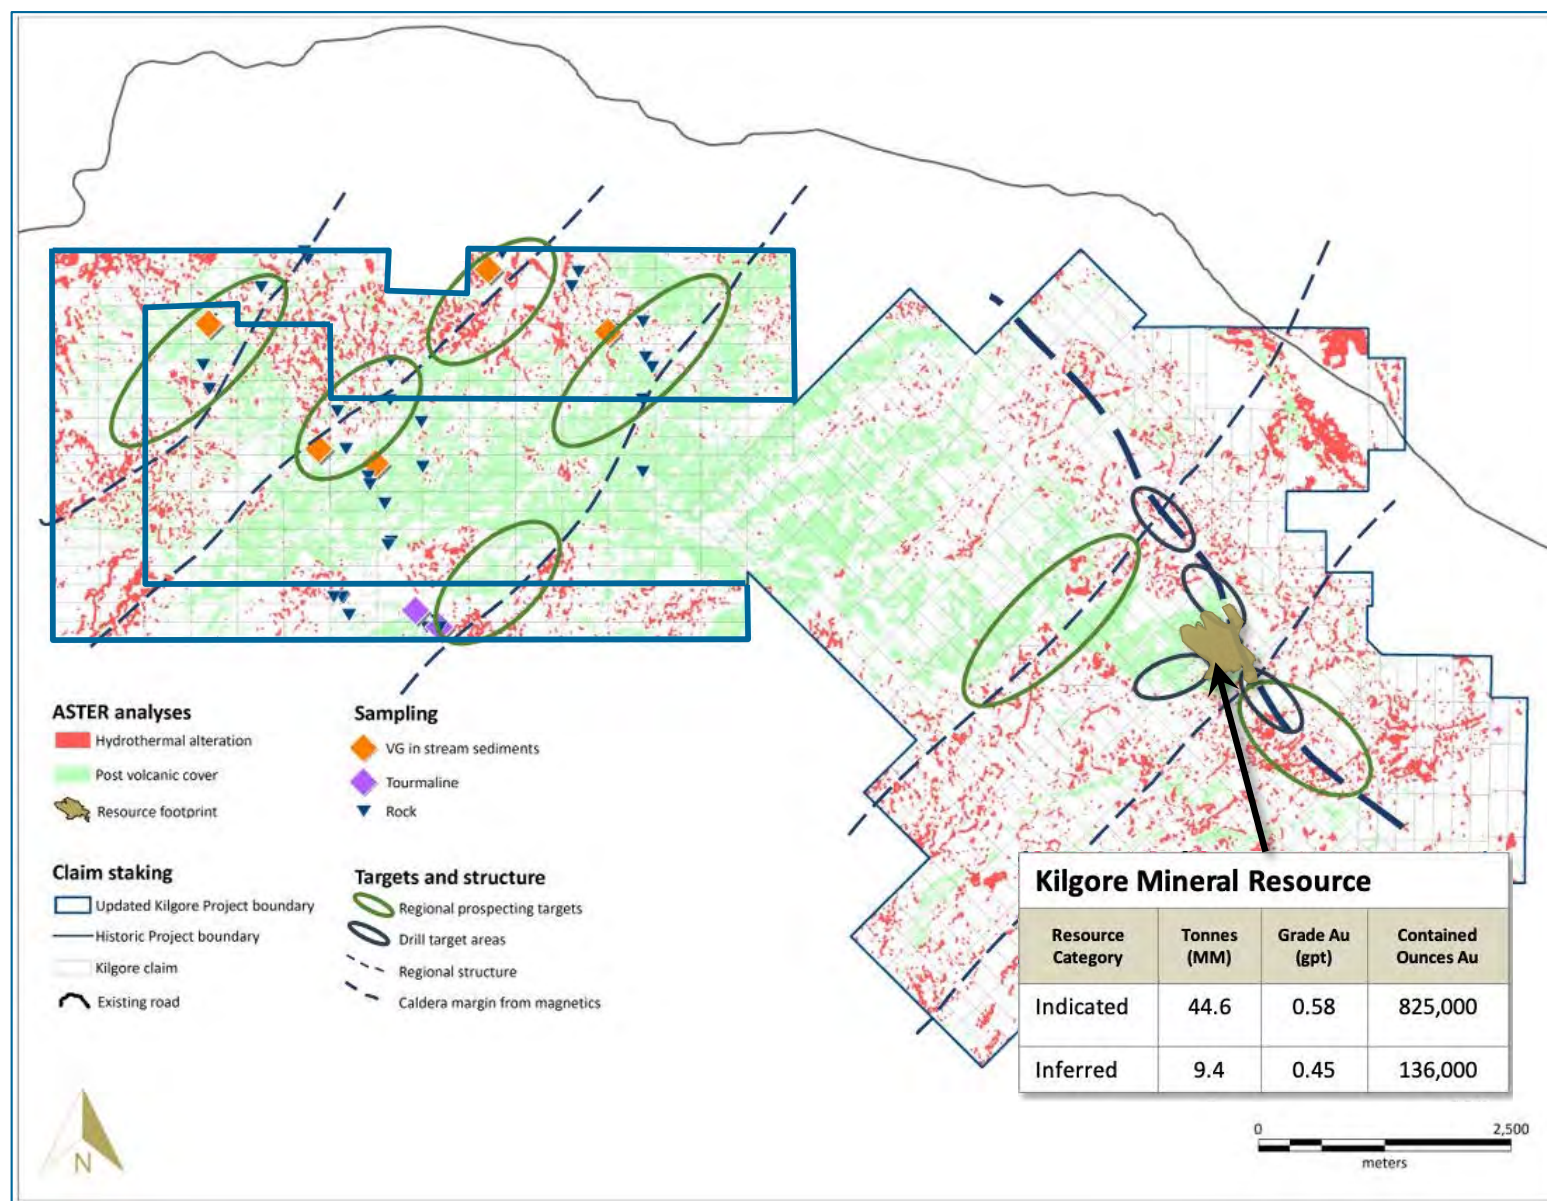 ASTER analyses
Hydrothermal alteration
Post volcanic cover
Resource footprint
Sampling
VG in stream sediments
Tourmaline
Rock
Claim staking
Updated Kilgore Project boundary
Historic Project boundary
Kilgore claim
Existing road
Targets and structure
Regional prospecting targets
Drill target areas
Regional structure
Caldera margin from magnetics
Kilgore Mineral Resource
Resource Category Tonnes (MM) Grade Au (gpt) Contained Ounces Au
Indicated 44.6 0.58 825,000
Inferred 9.4 0.45 136,000
N
0 2,500
meters